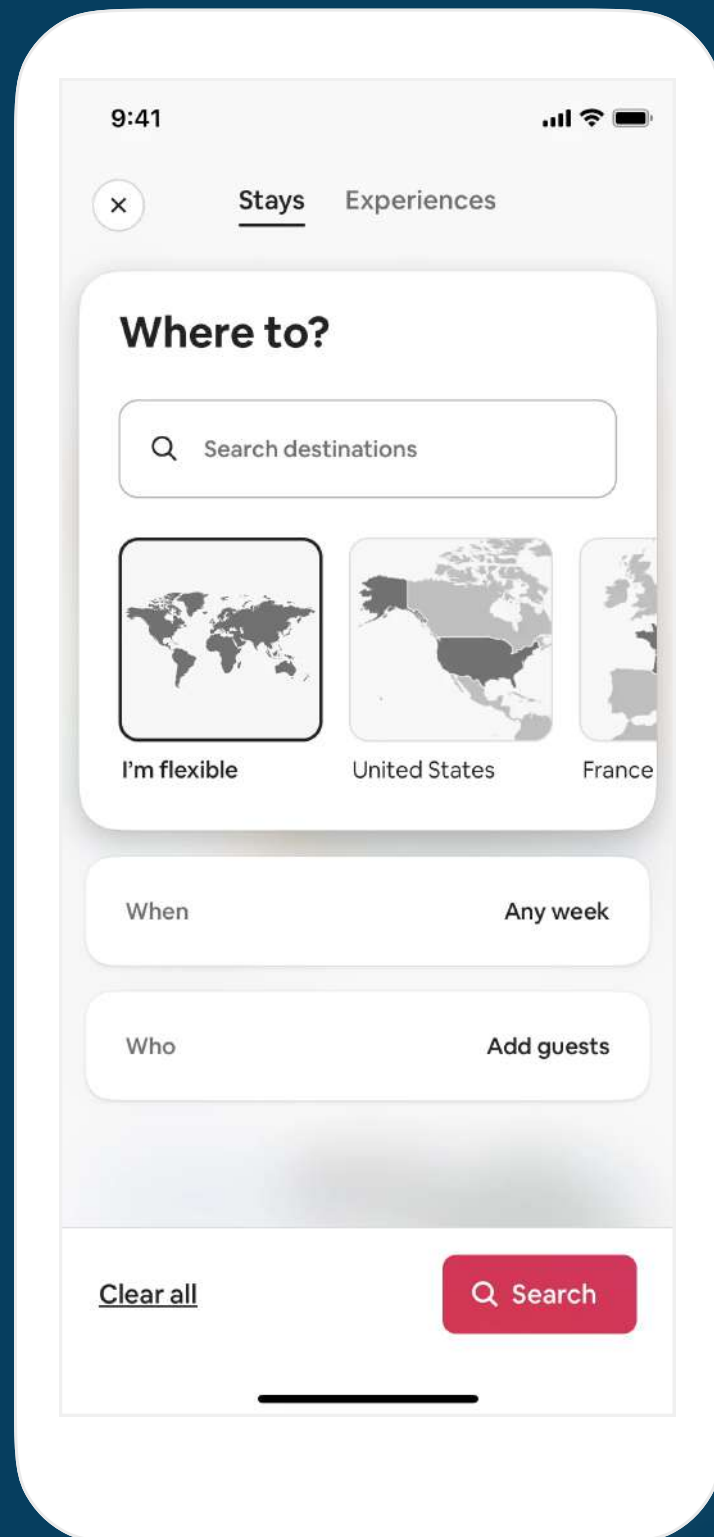 9:41
Stays Experiences
Where to?
Search destinations
I'm flexible United States France
When Any week
Who Add guests
Clear all Search